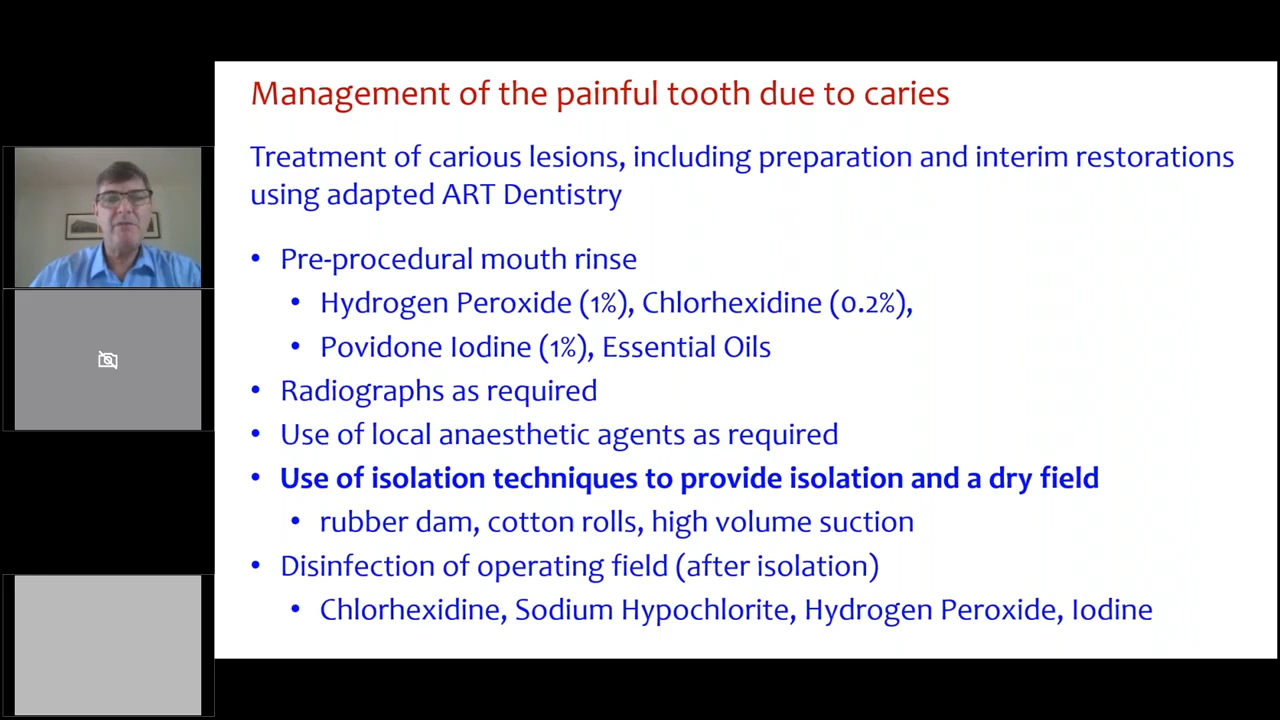 Management of the painful tooth due to caries
Treatment of carious lesions, including preparation and interim restorations
using adapted ART Dentistry
• Pre-procedural mouth rinse
• Hydrogen Peroxide (1%), Chlorhexidine (0.2%),
• Povidone Iodine (1%), Essential Oils
• Radiographs as required
• Use of local anaesthetic agents as required
• Use of isolation techniques to provide isolation and a dry field
• rubber dam, cotton rolls, high volume suction
• Disinfection of operating field (after isolation)
• Chlorhexidine, Sodium Hypochlorite, Hydrogen Peroxide, Iodine